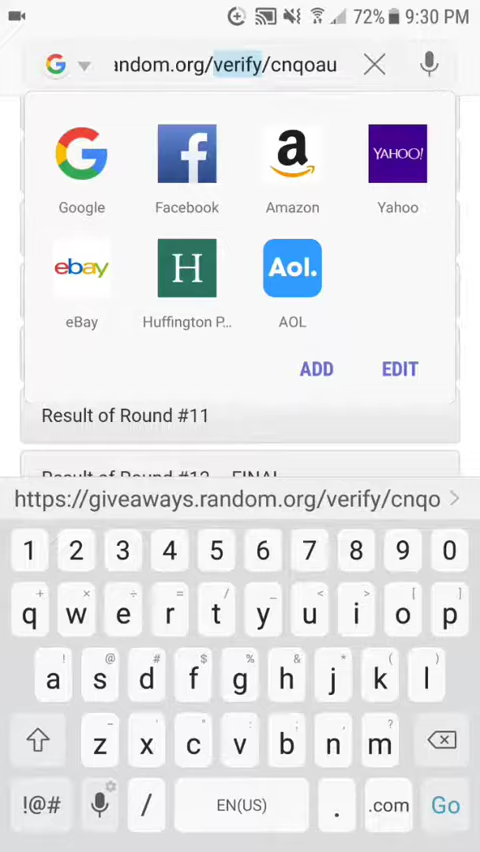 72% 9:30 PM
andom.org/verify/cnqoau
YAHOO!
Google Facebook Amazon Yahoo
ebay H Aol.
eBay Huffington P... AOL
ADD EDIT
Result of Round #11
Result of Round #12 - FINAL
https://giveaways.random.org/verify/cnqo
1 2 3 4 5 6 7 8 9 0
q w e r t y u i o p
a s d f g h j k l
z x c v b n m
!@# / EN(US) . .com Go